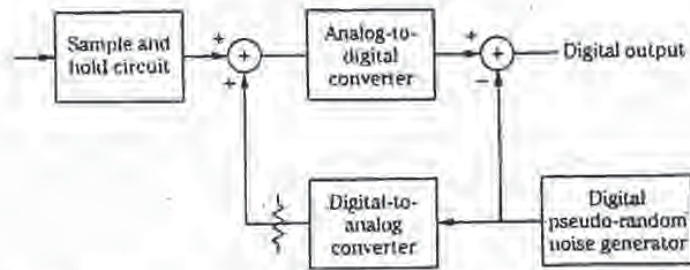 Sample and
hold circuit
+
+
+
Analog-to-
digital
converter
+
+
−
Digital output
Digital-to-
analog
converter
Digital
pseudo-random
noise generator